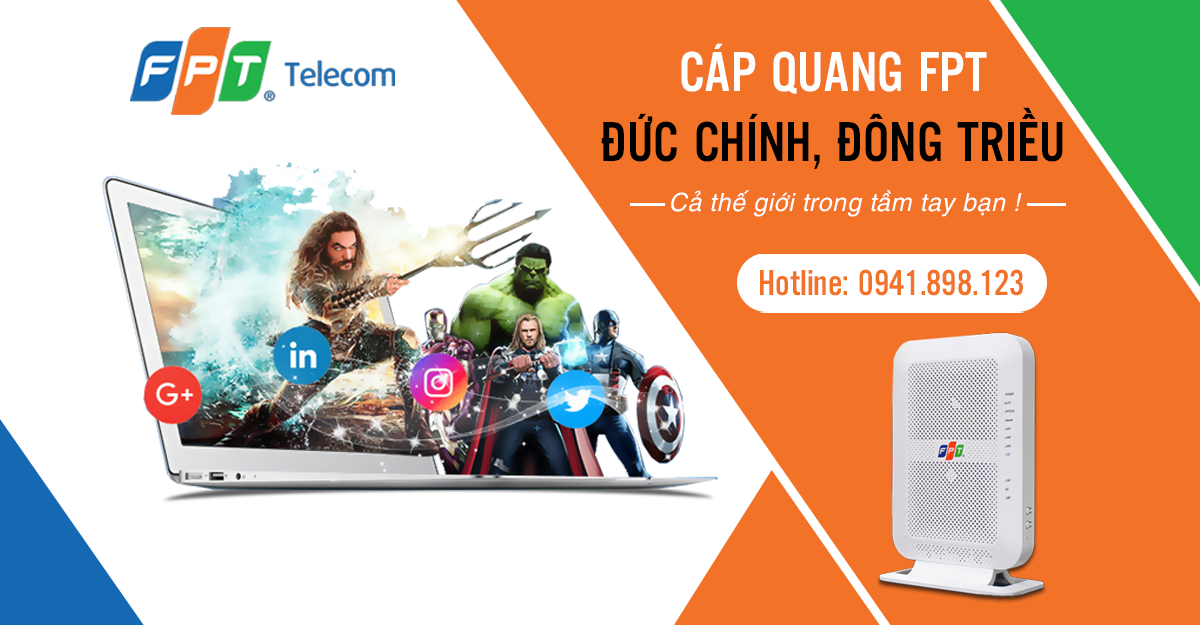 FPT® Telecom
CÁP QUANG FPT
ĐỨC CHÍNH, ĐÔNG TRIỀU
Cả thế giới trong tầm tay bạn !
Hotline: 0941.898.123
G+
in
FPT